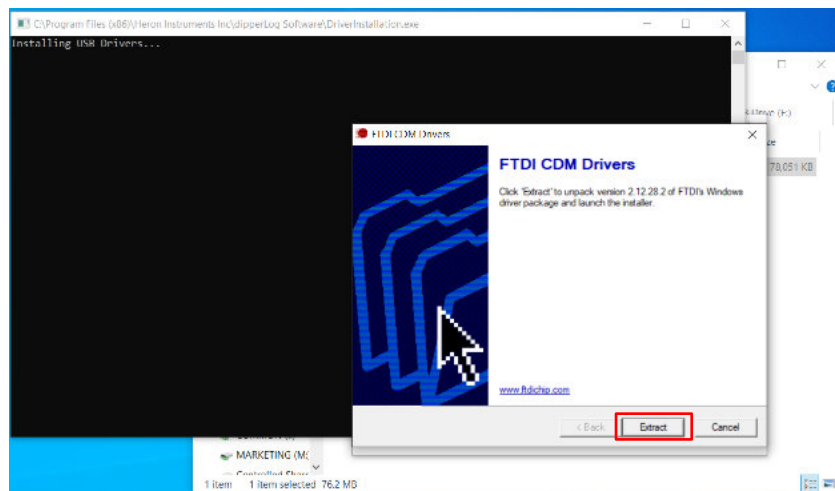 C:\Program Files (x86)\Heron Instruments Inc\dipperLog Software\DriverInstallation.exe
Installing USB Drivers...
FTDI CDM Drivers
FTDI CDM Drivers
Click 'Extract' to unpack version 2.12.28.2 of FTDI's Windows
driver package and launch the installer.
78,051 KB
www.ftdichip.com
< Back
Extract
Cancel
MARKETING (M:
1 item
1 item selected
76.2 MB